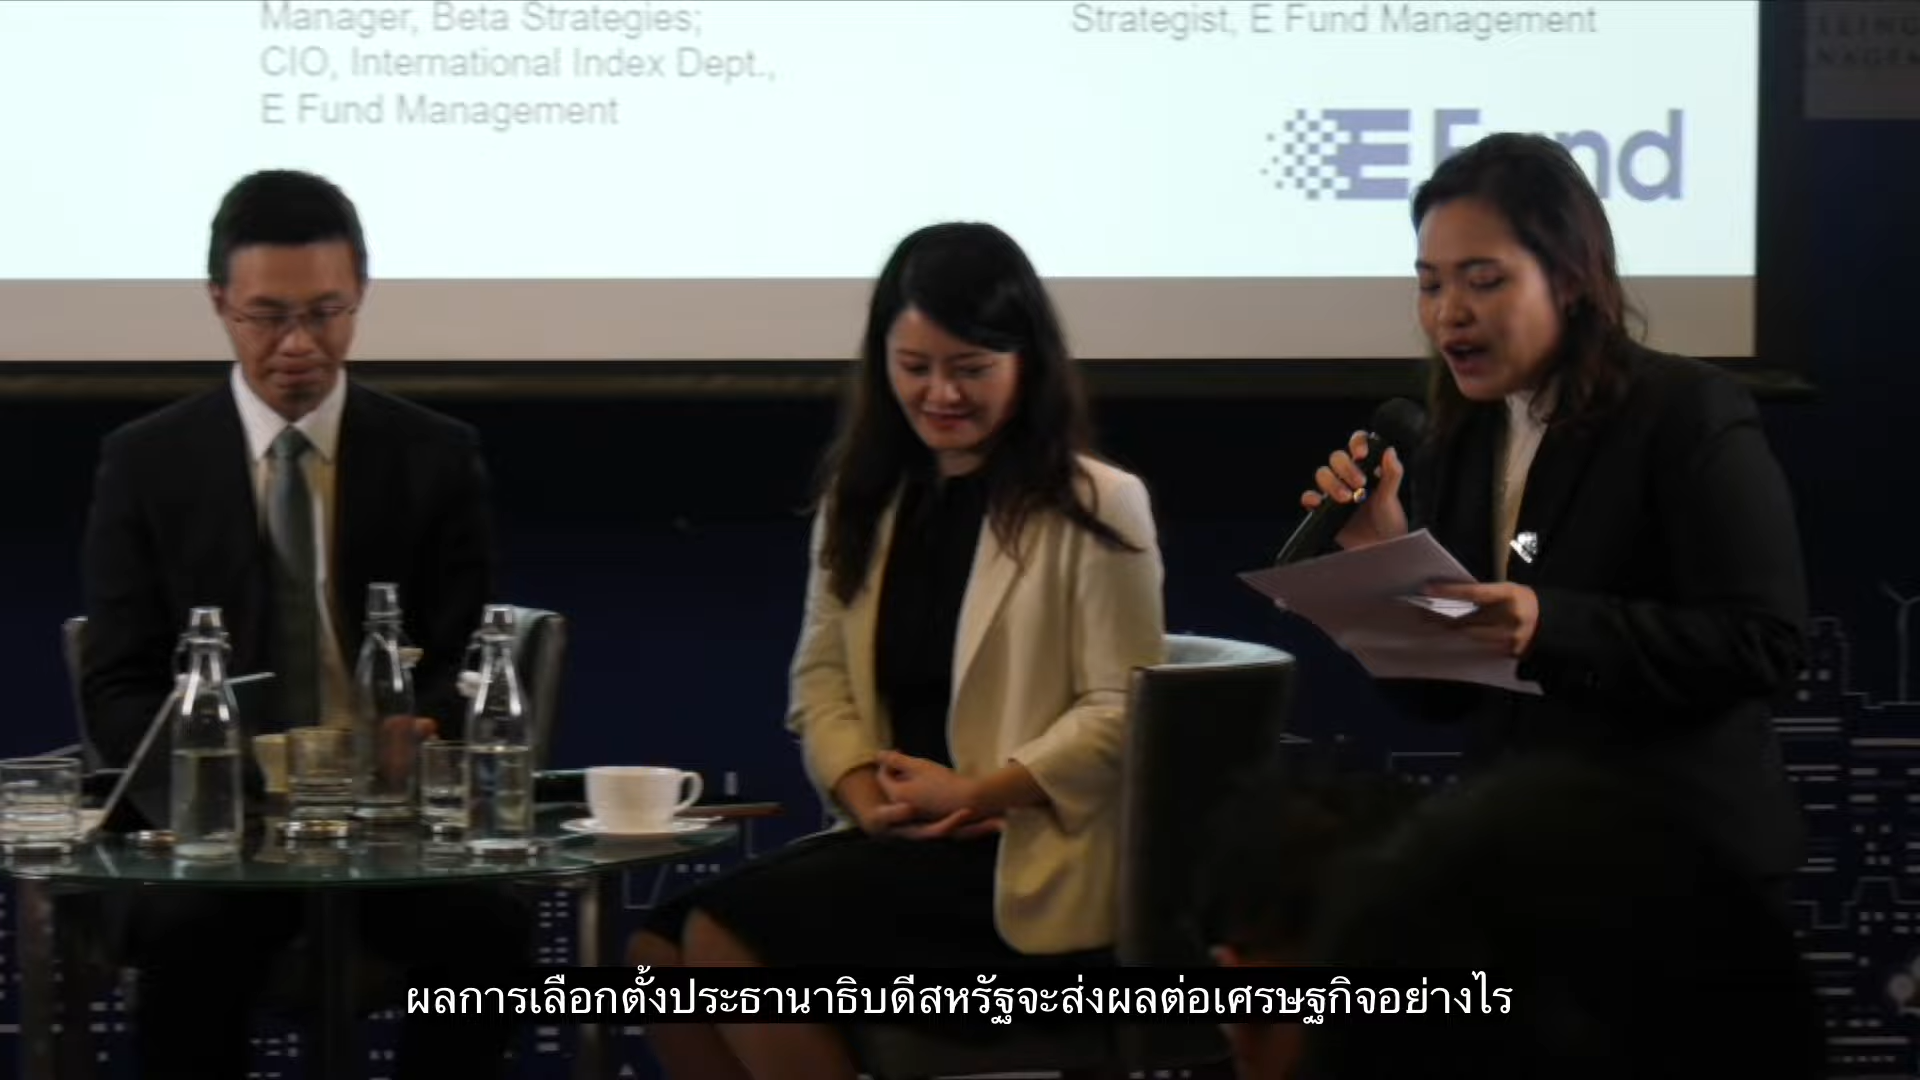 Manager, Beta Strategies;
CIO, International Index Dept.,
E Fund Management
Strategist, E Fund Management
E Fund
ผลการเลือกตั้งประธานาธิบดีสหรัฐจะส่งผลต่อเศรษฐกิจอย่างไร